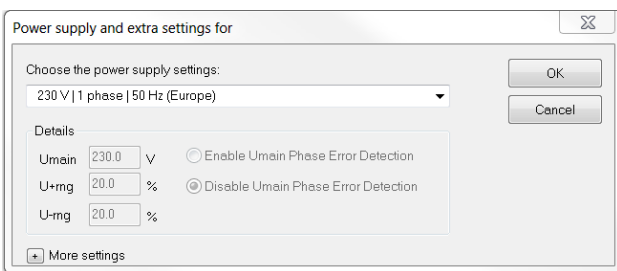 Power supply and extra settings for
Choose the power supply settings:
230 V | 1 phase | 50 Hz (Europe)
OK
Cancel
Details
Umain 230.0 V
Enable Umain Phase Error Detection
U+rng 20.0 %
Disable Umain Phase Error Detection
U-rng 20.0 %
+ More settings